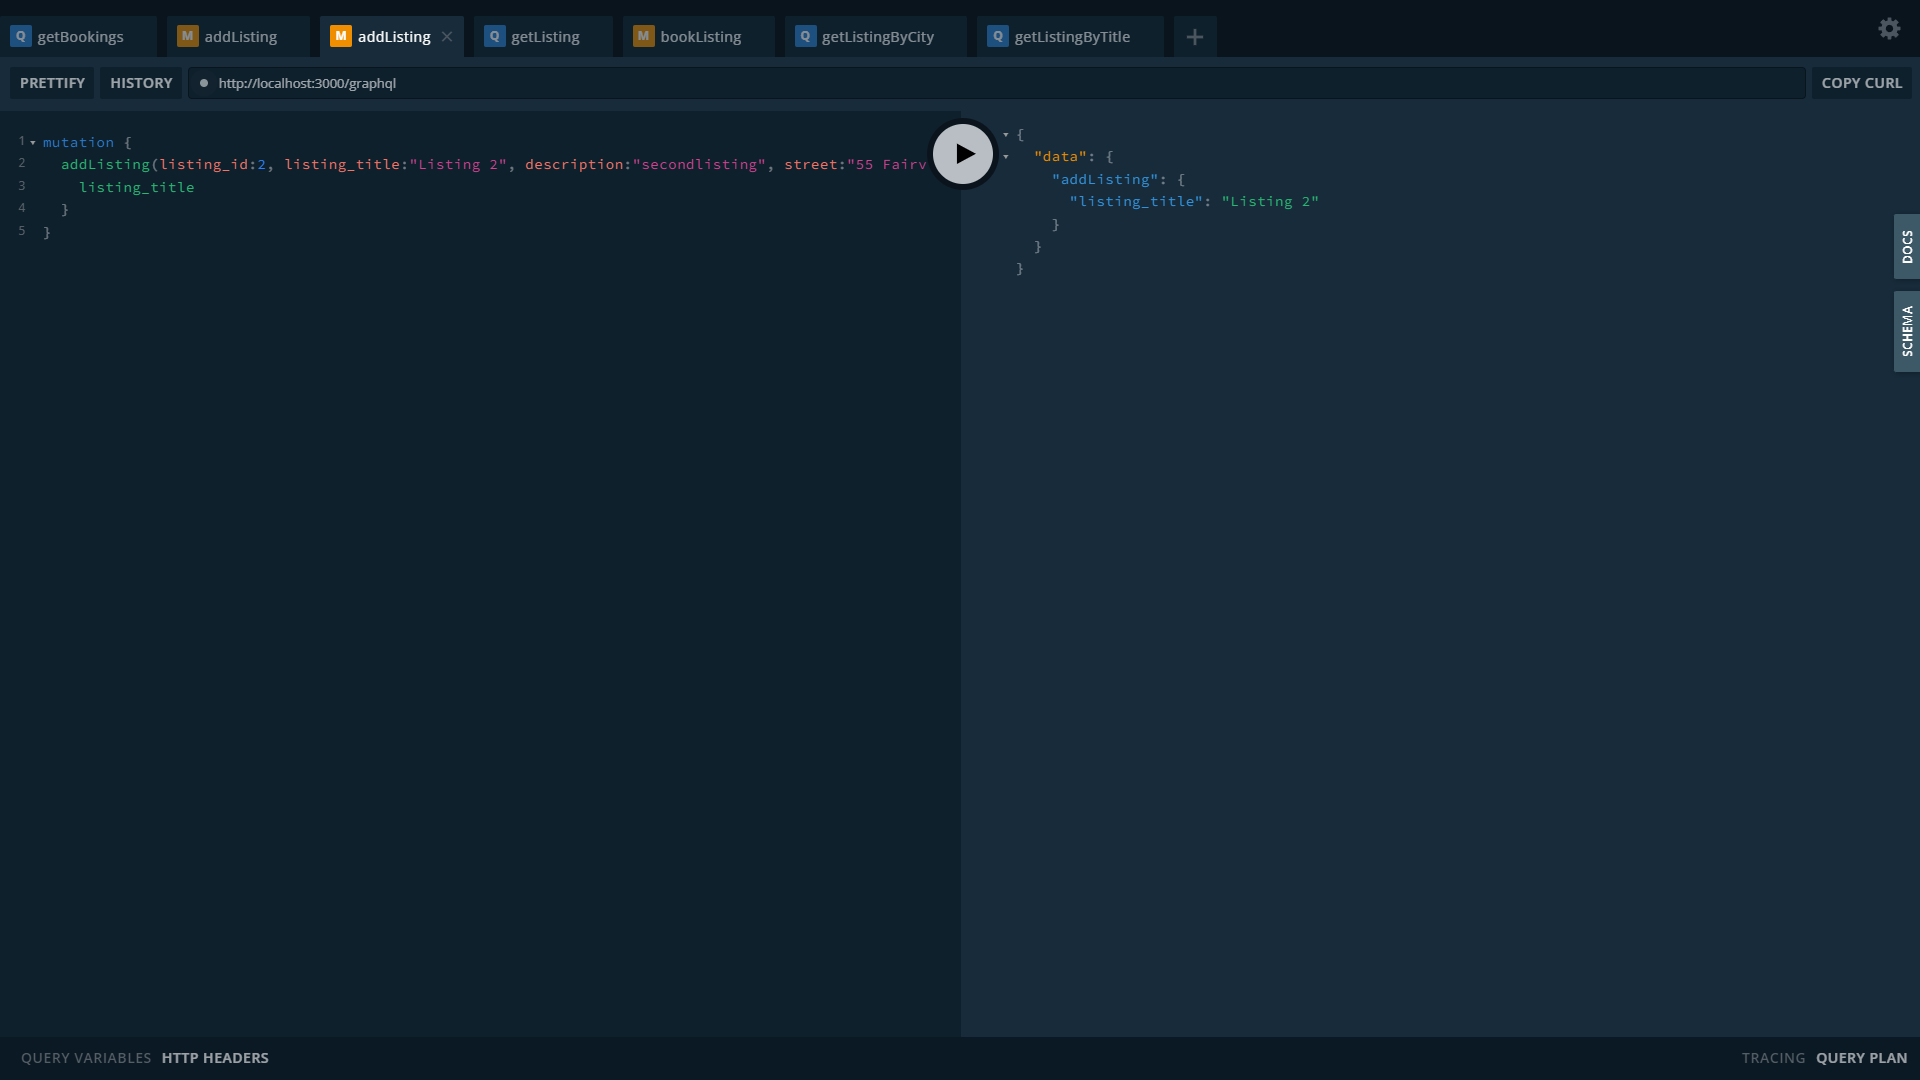 Q getBookings M addListing M addListing × Q getListing M bookListing Q getListingByCity Q getListingByTitle +
PRETTIFY HISTORY http://localhost:3000/graphql COPY CURL
1 mutation {
2 addListing(listing_id:2, listing_title:"Listing 2", description:"secondlisting", street:"55 Fairv
3 listing_title
4 }
5 }
{
"data": {
"addListing": {
"listing_title": "Listing 2"
}
}
}
DOCS
SCHEMA
QUERY VARIABLES HTTP HEADERS TRACING QUERY PLAN